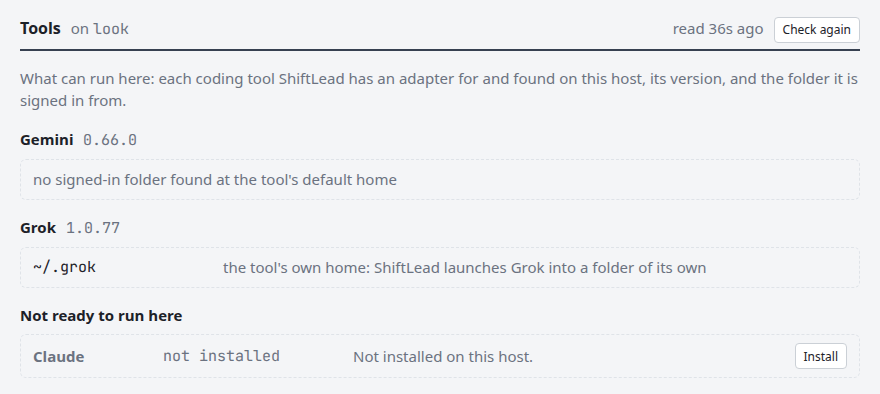 Tools on look read 36s ago Check again
What can run here: each coding tool ShiftLead has an adapter for and found on this host, its version, and the folder it is
signed in from.
Gemini 0.66.0
no signed-in folder found at the tool's default home
Grok 1.0.77
~/.grok the tool's own home: ShiftLead launches Grok into a folder of its own
Not ready to run here
Claude not installed Not installed on this host. Install